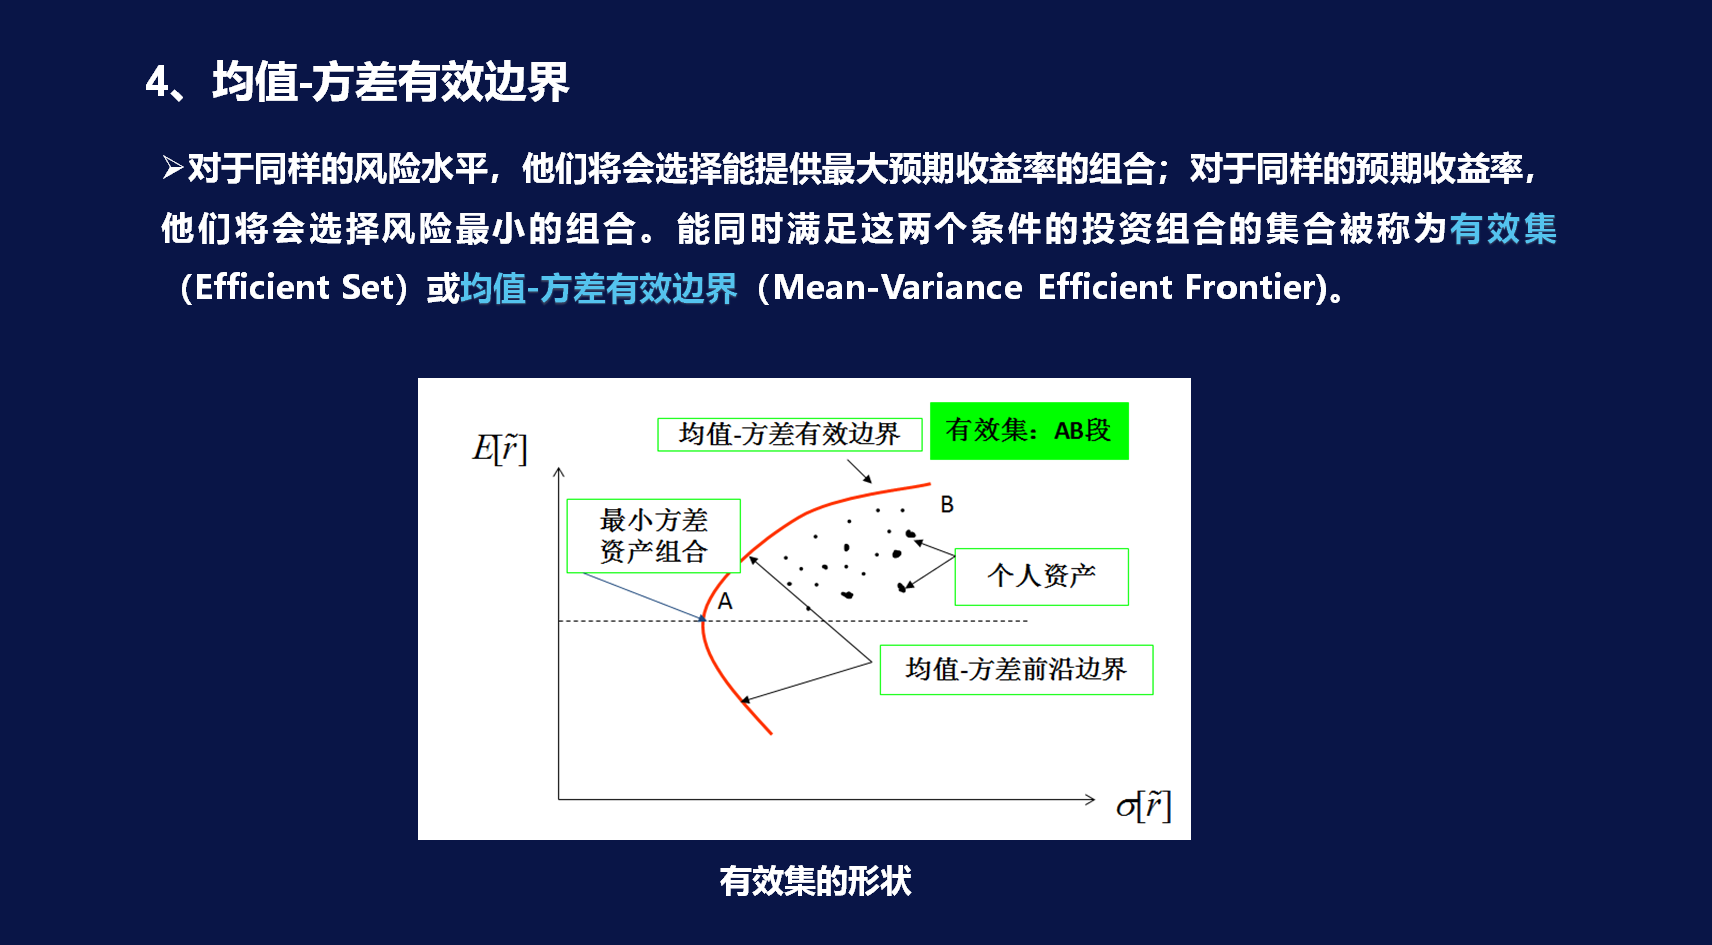 4、均值-方差有效边界
➢对于同样的风险水平，他们将会选择能提供最大预期收益率的组合；对于同样的预期收益率，
他们将会选择风险最小的组合。能同时满足这两个条件的投资组合的集合被称为有效集
（Efficient Set）或均值-方差有效边界（Mean-Variance Efficient Frontier)。
均值-方差有效边界
有效集：AB段
E[r̃]
B
最小方差
资产组合
个人资产
A
均值-方差前沿边界
σ[r̃]
有效集的形状